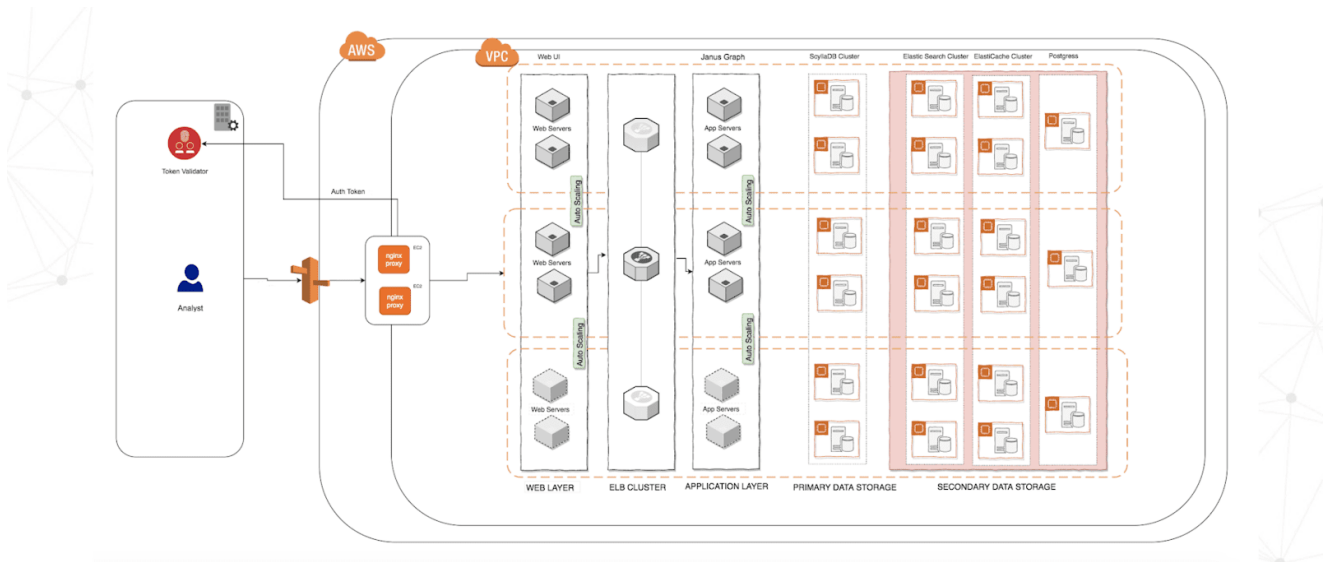 AWS
VPC
Web UI
Janus Graph
ScyllaDB Cluster
Elastic Search Cluster
ElastiCache Cluster
Postgress
Web Servers
App Servers
Token Validator
Auth Token
Auto Scaling
Auto Scaling
nginx
proxy
EC2
nginx
proxy
EC2
Web Servers
App Servers
Analyst
Auto Scaling
Auto Scaling
Web Servers
App Servers
WEB LAYER
ELB CLUSTER
APPLICATION LAYER
PRIMARY DATA STORAGE
SECONDARY DATA STORAGE